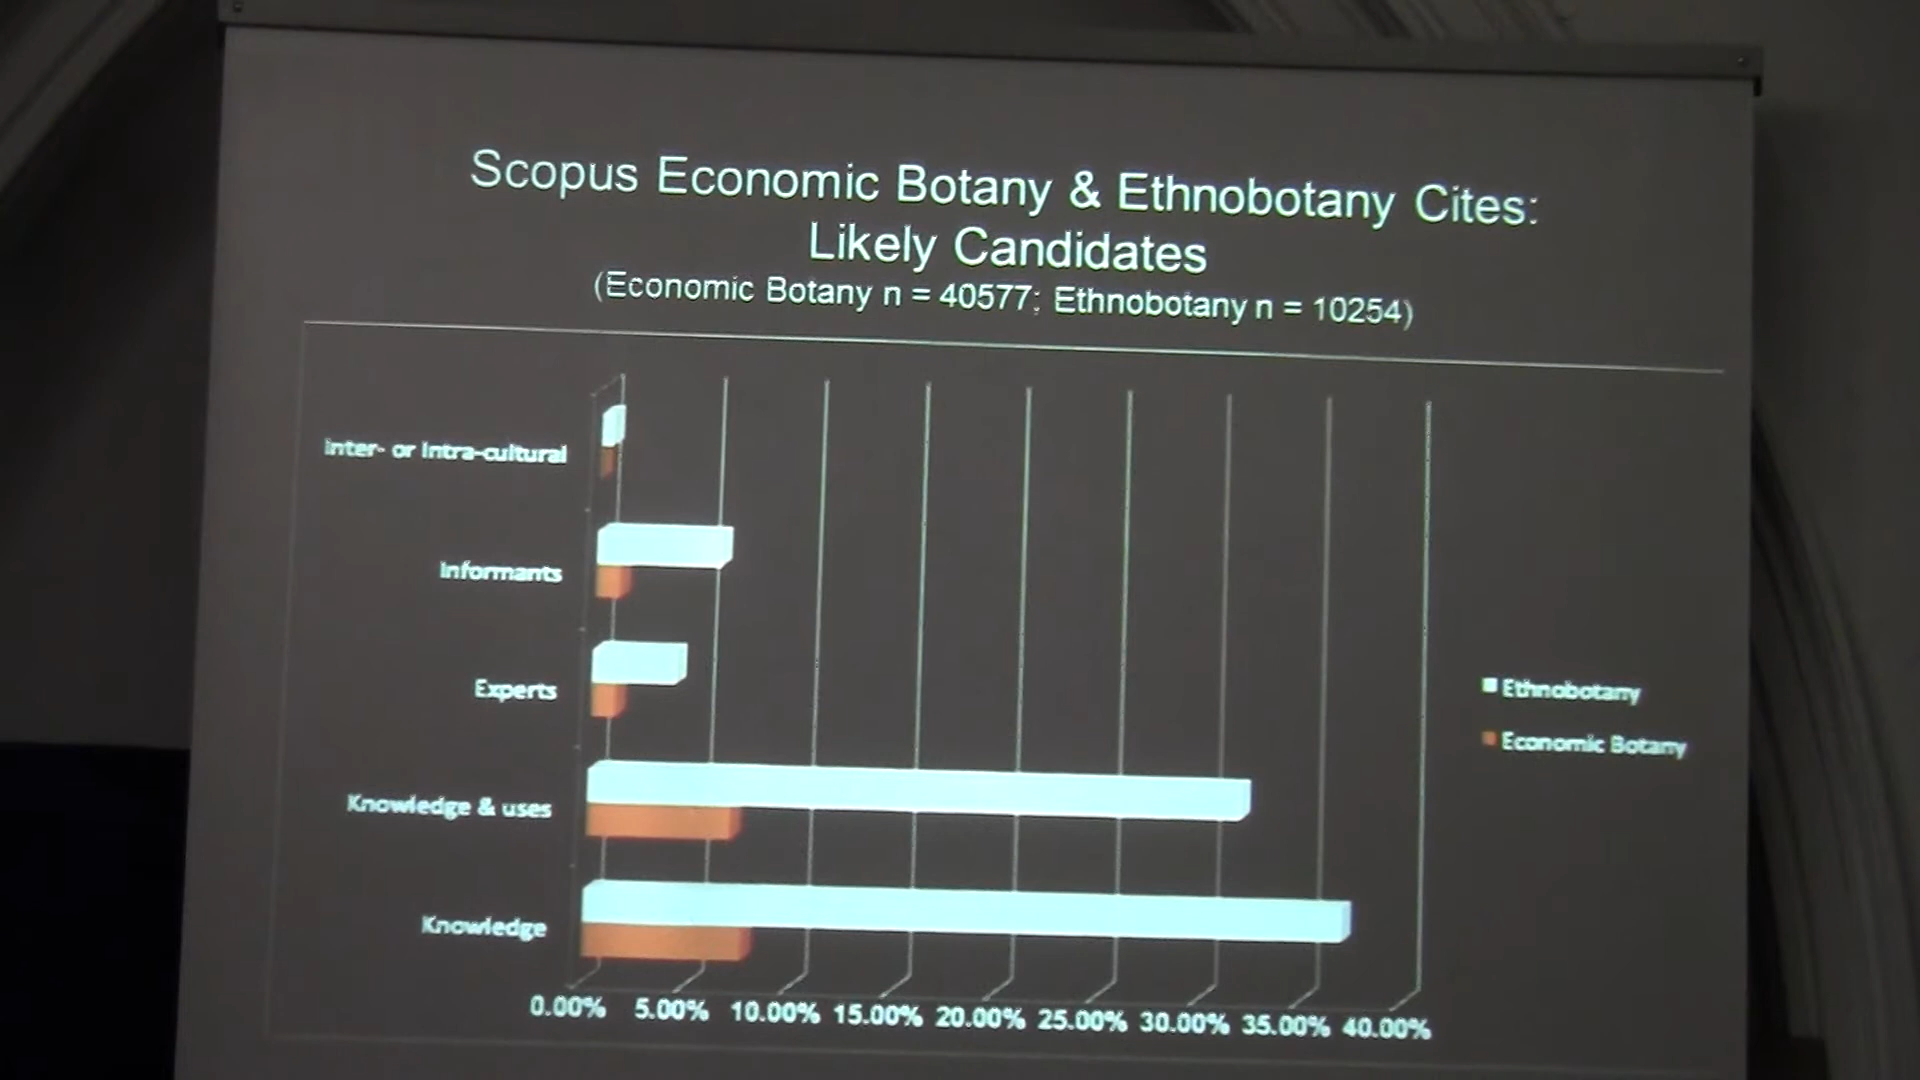 Scopus Economic Botany & Ethnobotany Cites:
Likely Candidates
(Economic Botany n = 40577; Ethnobotany n = 10254)
Inter- or Intra-cultural
Informants
Experts
Knowledge & uses
Knowledge
0.00% 5.00% 10.00% 15.00% 20.00% 25.00% 30.00% 35.00% 40.00%
Ethnobotany
Economic Botany